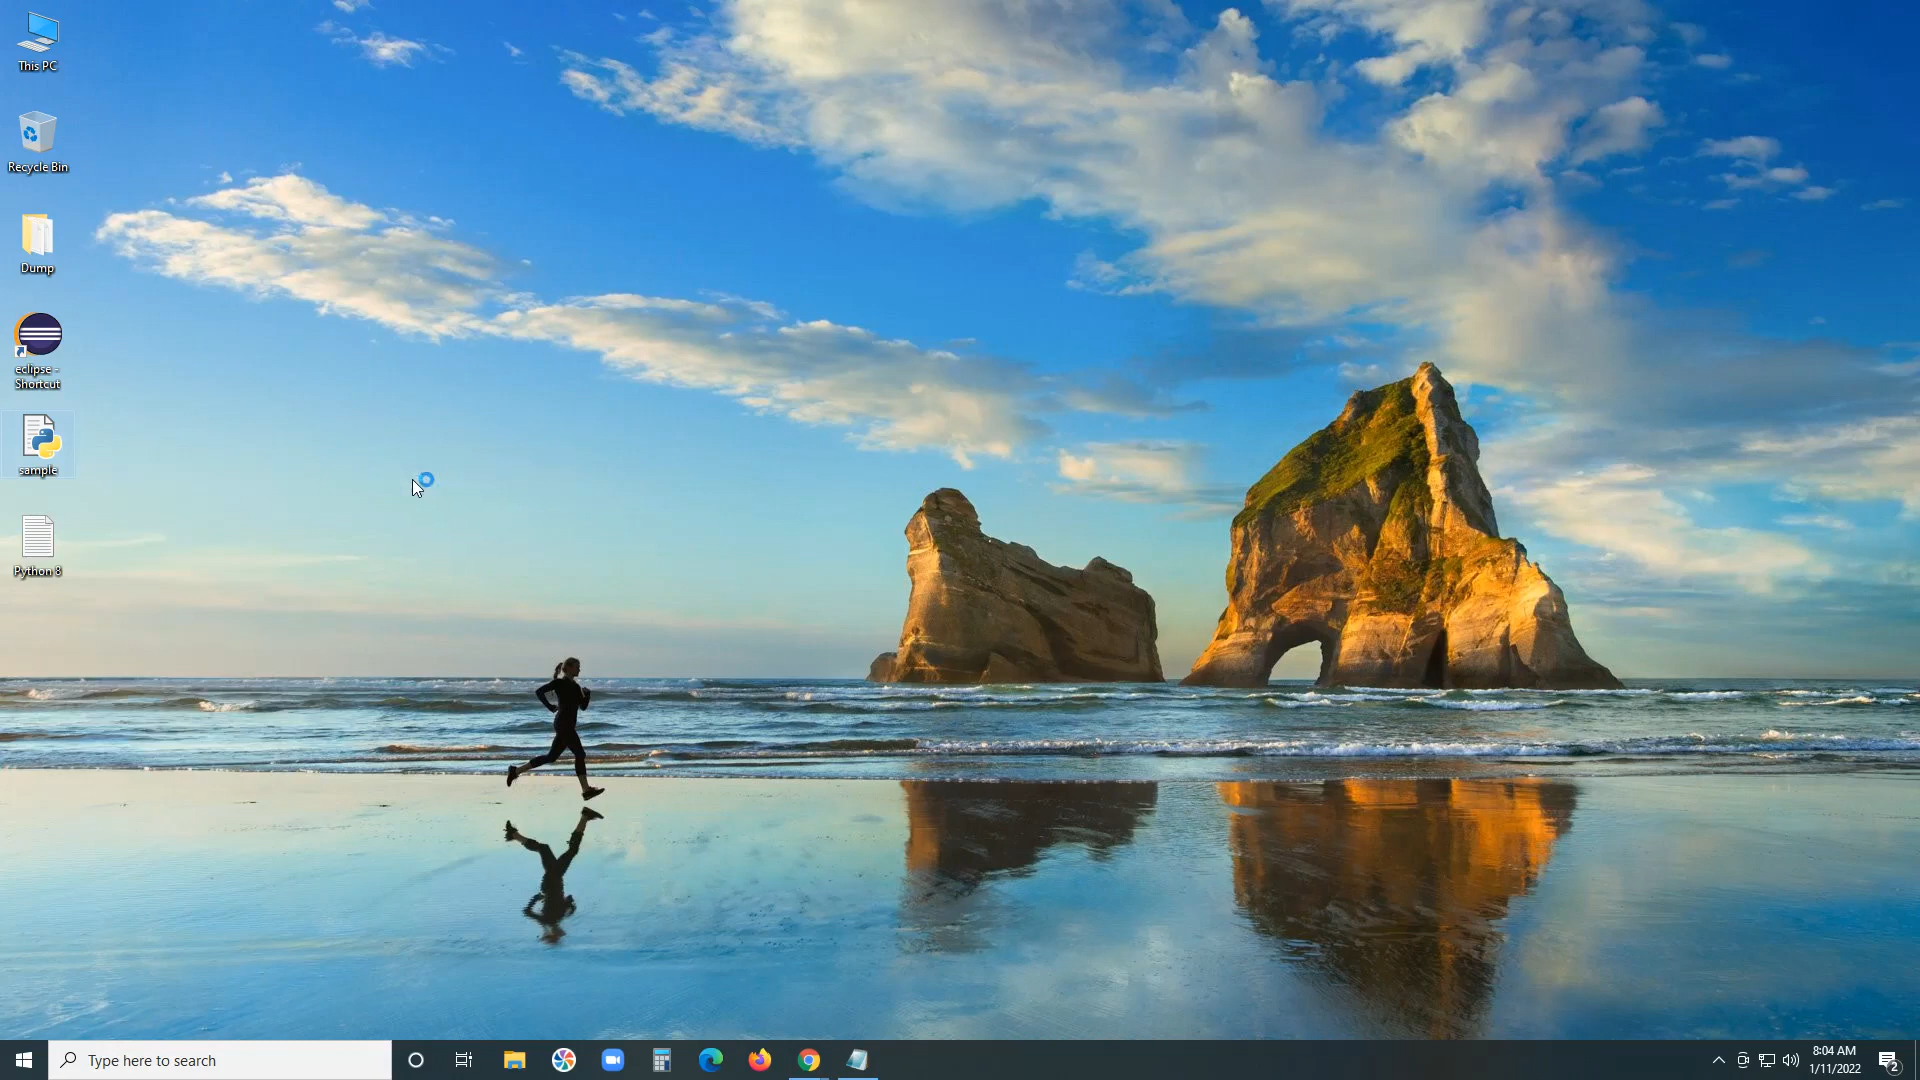 This PC
Recycle Bin
Dump
eclipse -
Shortcut
sample
Python 8
Type here to search
8:04 AM
1/11/2022
2